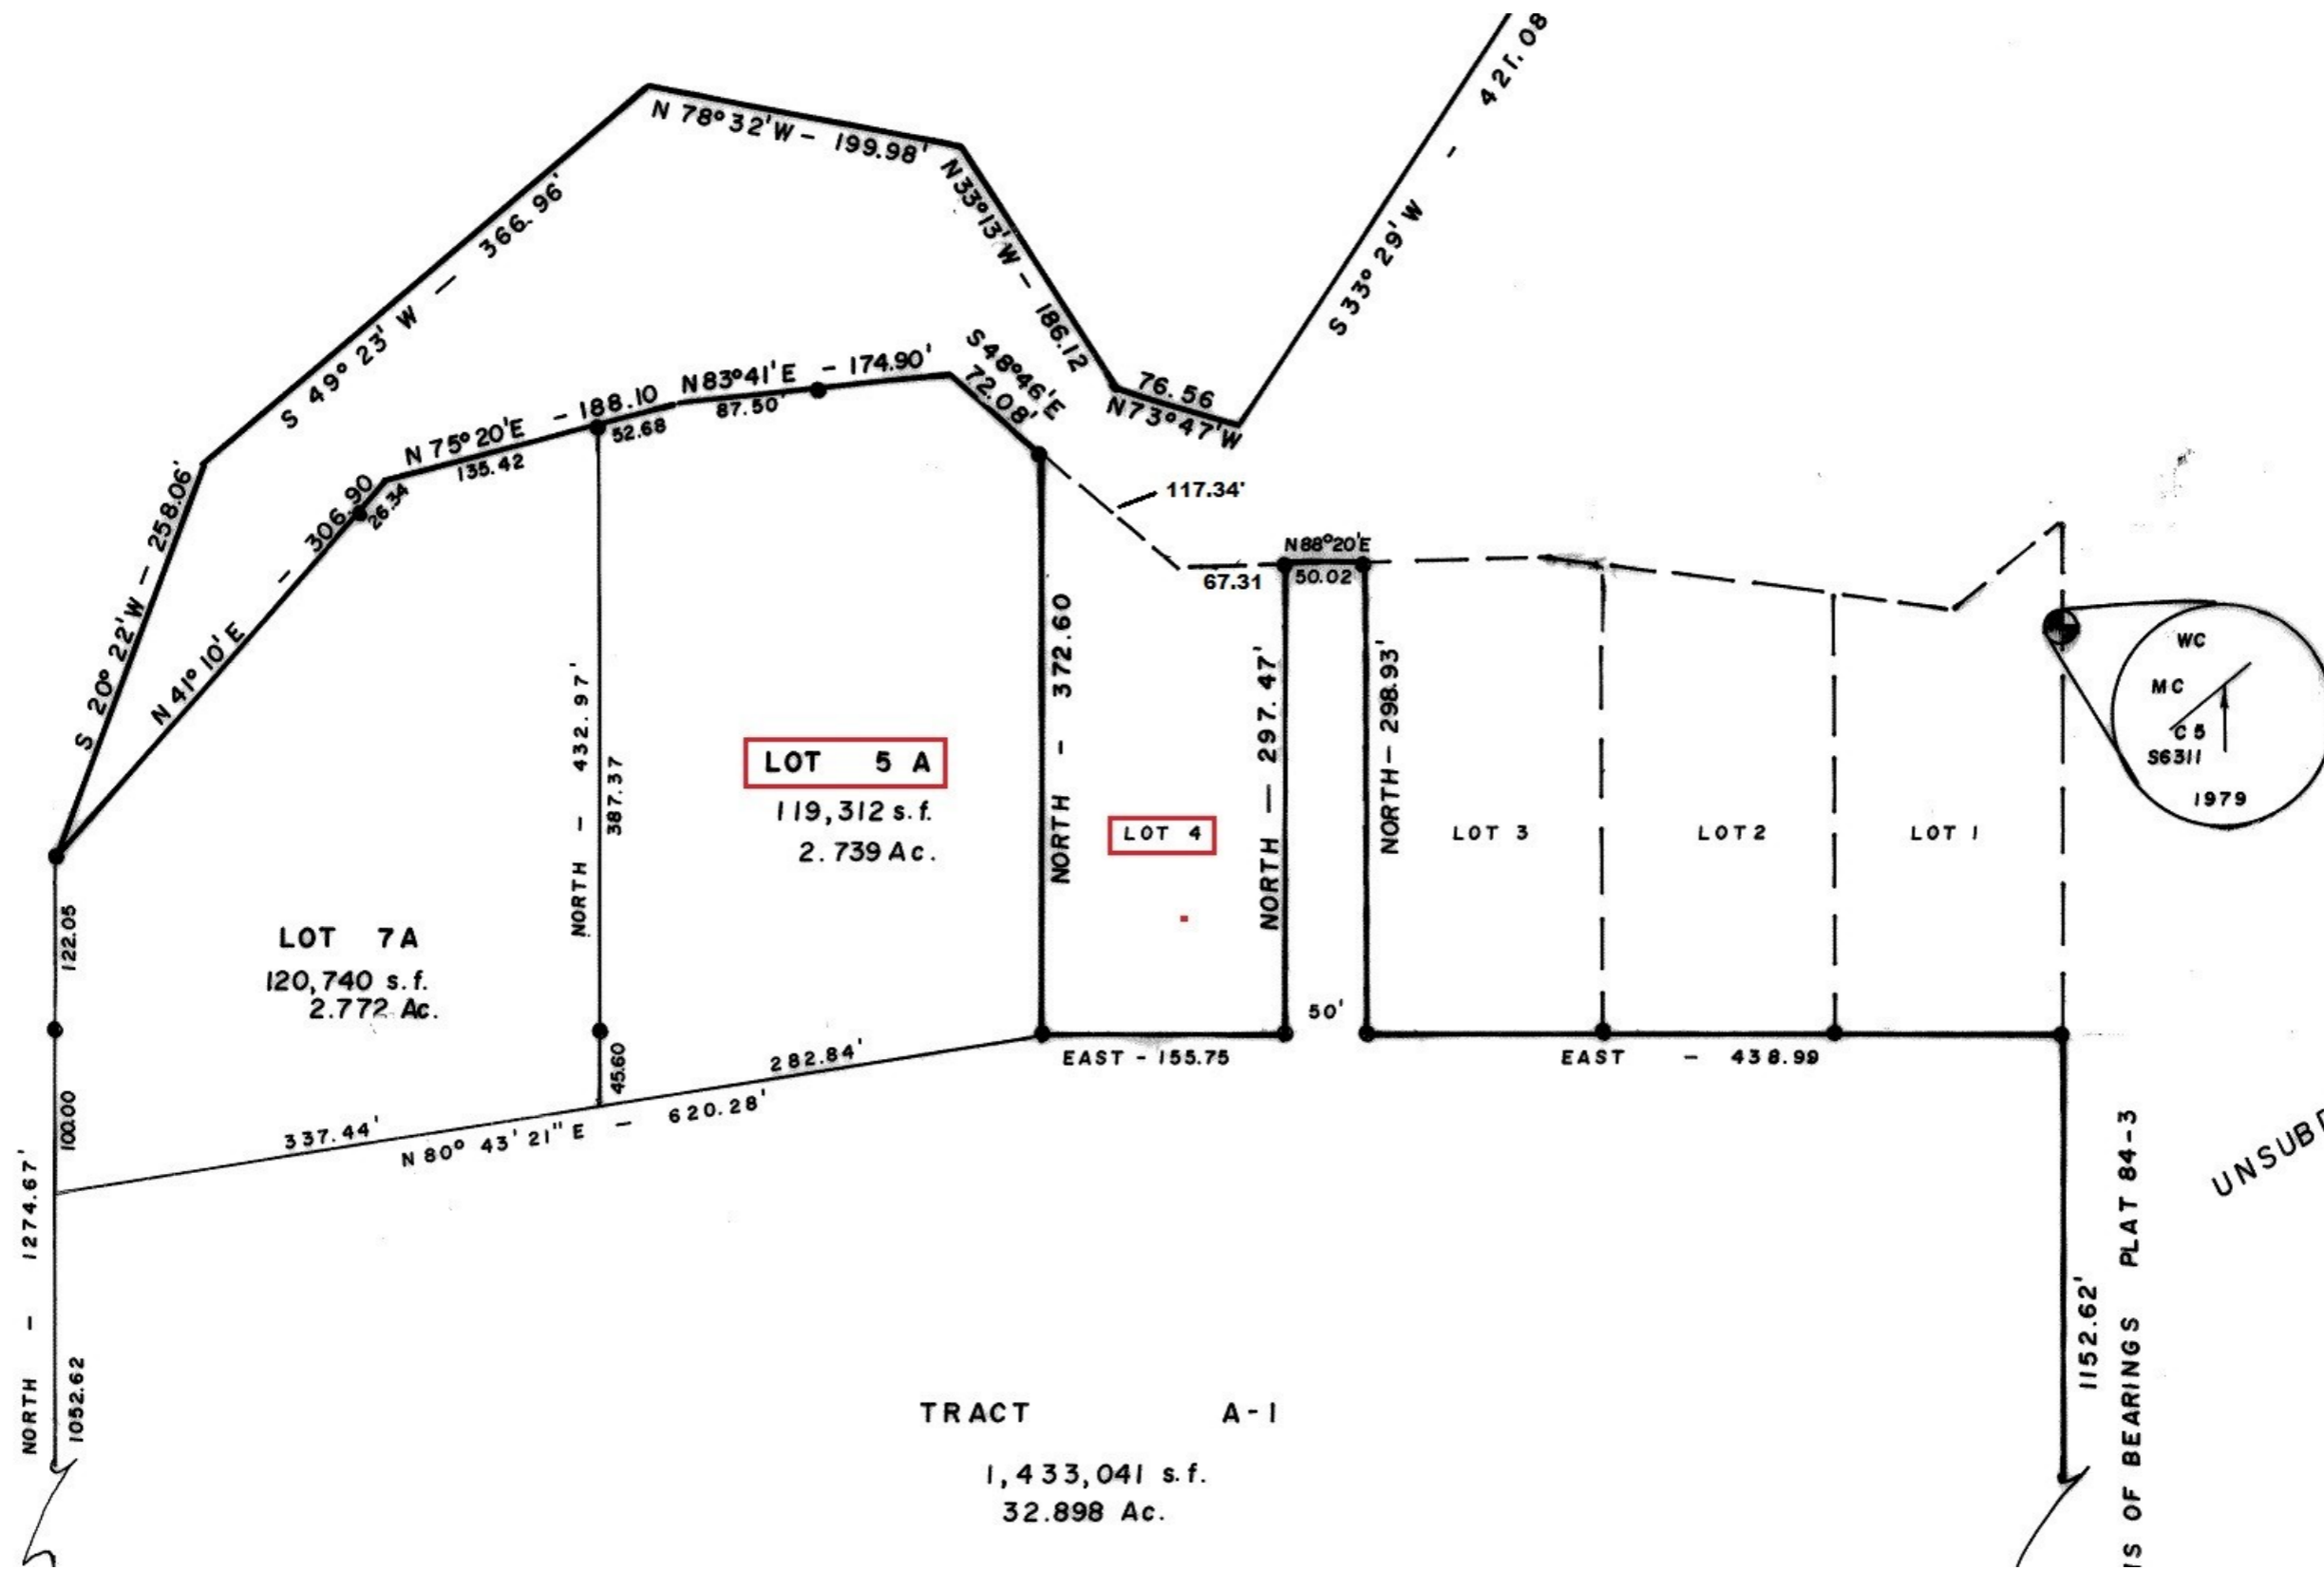 S 33° 29' W - 421.08
N 78° 32' W - 199.98'
N 33° 13' W - 186.12
S 49° 23' W - 366.96'
76.56
N 73° 47' W
S 48° 46' E
72.08'
N 83° 41' E - 174.90'
87.50'
N 75° 20' E - 188.10
52.68
135.42
306.90
26.34
N 41° 10' E -
S 20° 22' W - 258.06'
117.34'
N 88° 20' E
50.02
67.31
WC
MC
C5
S6311
1979
NORTH - 432.97'
387.37
LOT 5 A
119,312 s.f.
2.739 Ac.
NORTH - 372.60
LOT 4
NORTH - 297.47'
NORTH - 298.93'
LOT 3
LOT 2
LOT 1
122.05
LOT 7A
120,740 s.f.
2.772 Ac.
50'
45.60
282.84'
EAST - 155.75
EAST - 438.99
100.00
337.44'
N 80° 43' 21" E - 620.28'
NORTH - 1274.67'
1052.62
1152.62'
IS OF BEARINGS PLAT 84-3
TRACT A-1
1,433,041 s.f.
32.898 Ac.